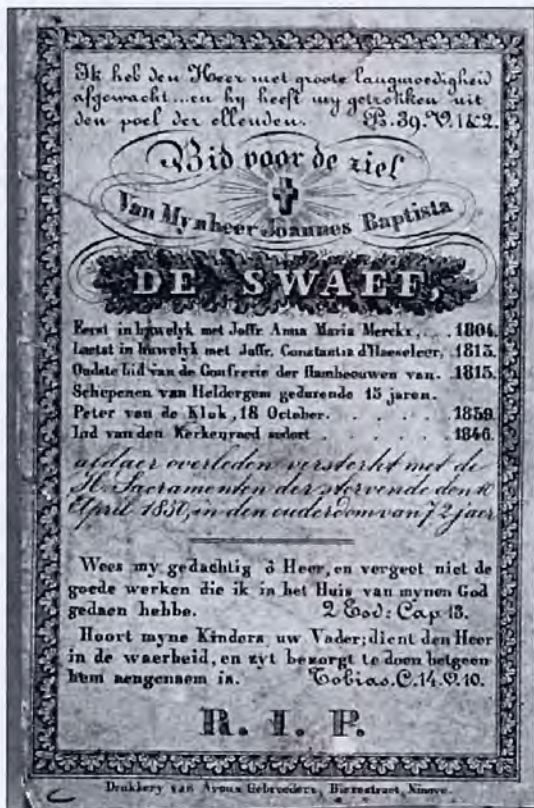 Ik heb den Heer met groote langmoedigheid
afgewacht...en hy heeft my getrokken uit
den poel der ellenden. Ps. 39. V. 1 & 2.
Bid voor de ziel
Van Mynheer Joannes Baptista
DE SWAEF,
Eerst in huwelyk met Joffr. Anna Maria Merckx, . . . 1804.
Laetst in huwelyk met Joffr. Constantia d'Haeseleer, 1813.
Oudste Lid van de Confrerie der flambeeuwen van. . 1815.
Schepenen van Heldergem gedurende 15 jaren.
Peter van de Klok, 18 October. . . . . . 1839.
Lid van den Kerkenraed sedert . . . . . 1846.
aldaer overleden versterkt met de
H. Sacramenten der stervende den 10
April 1850, in den ouderdom van 72 jaer
Wees my gedachtig ô Heer, en vergeet niet de
goede werken die ik in het Huis van mynen God
gedaen hebbe. 2 Esd: Cap 13.
Hoort myne Kinders, uw Vader; dient den Heer
in de waerheid, en zyt bezorgt te doen hetgeen
hem aengenaem is. Tobias. C. 14. V. 10.
R. I. P.
Drukkery van Gebroeders, Bierestraet, Ninove.